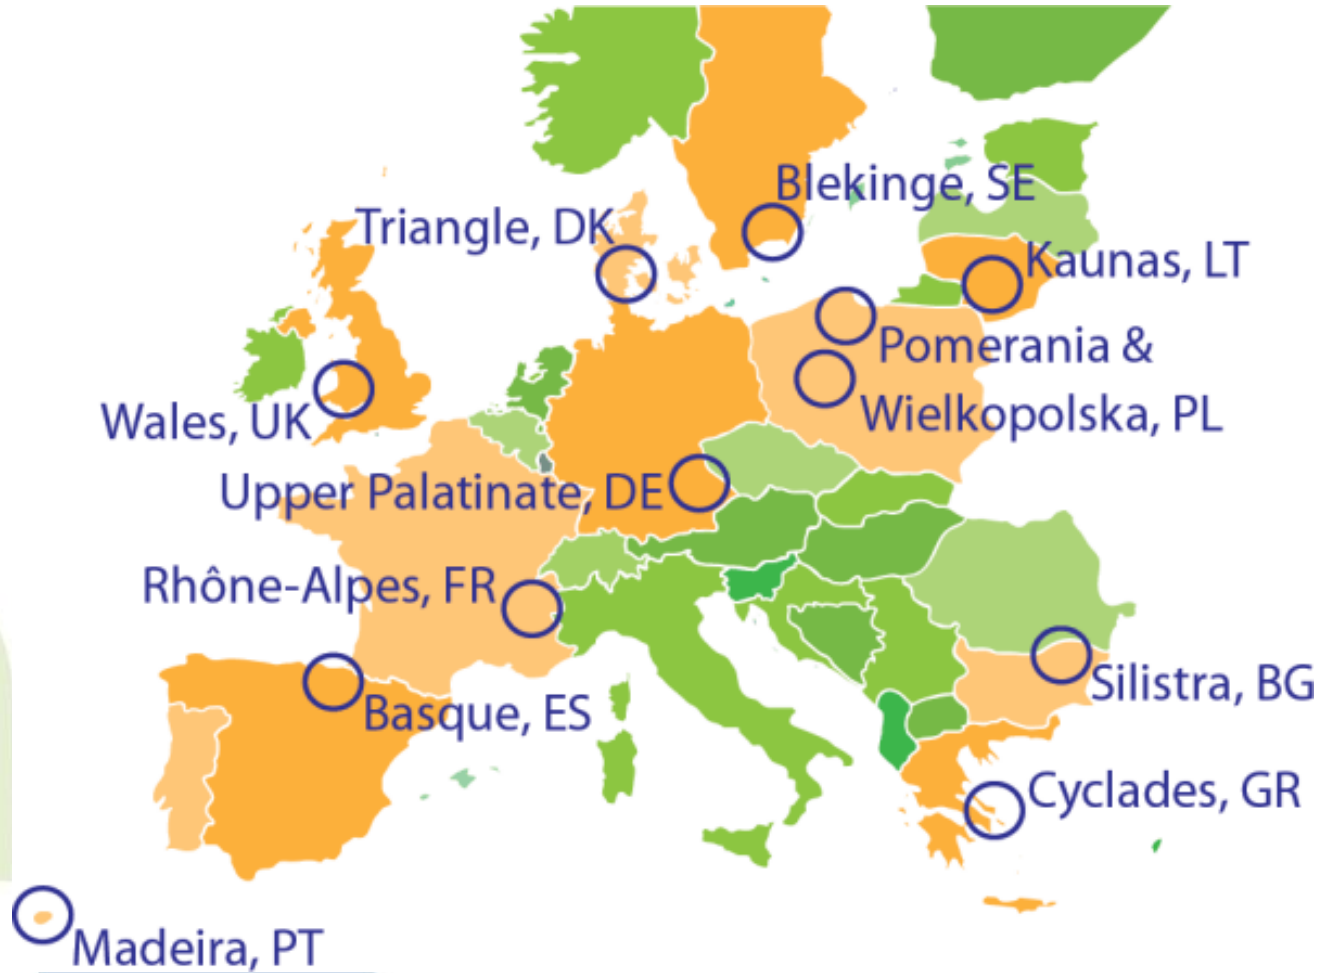 Blekinge, SE
Triangle, DK
Kaunas, LT
Pomerania &
Wielkopolska, PL
Wales, UK
Upper Palatinate, DE
Rhône-Alpes, FR
Silistra, BG
Basque, ES
Cyclades, GR
Madeira, PT